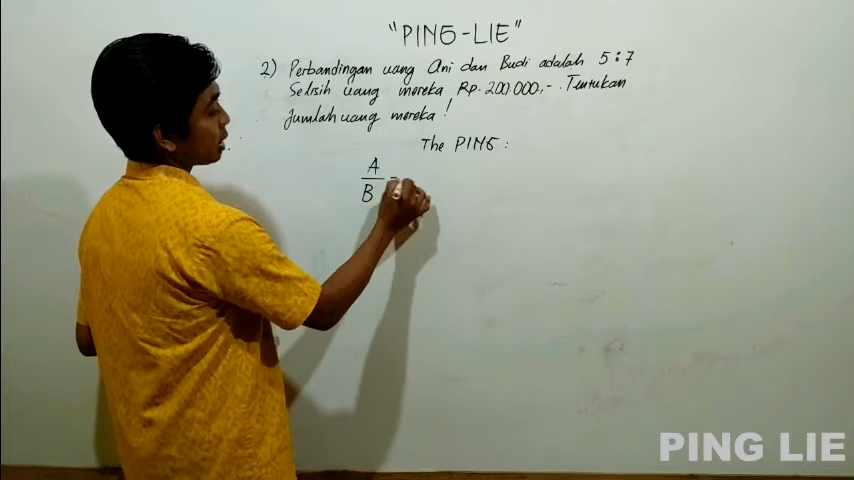 "PING-LIE"
2) Perbandingan uang Ani dan Budi adalah 5:7
Selisih uang mereka Rp. 200.000,- . Tentukan
jumlah uang mereka!
The PING:
A
B =
PING LIE